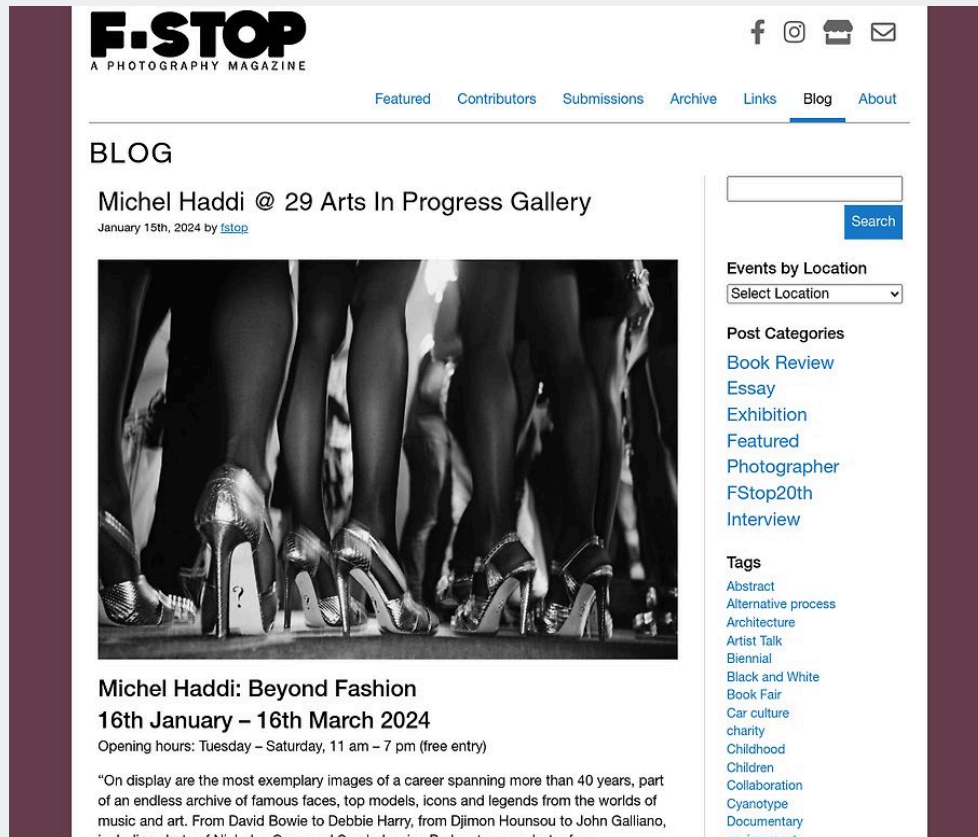 F-STOP
A PHOTOGRAPHY MAGAZINE
Featured
Contributors
Submissions
Archive
Links
Blog
About
BLOG
Michel Haddi @ 29 Arts In Progress Gallery
January 15th, 2024 by fstop
?
?
Michel Haddi: Beyond Fashion
16th January – 16th March 2024
Opening hours: Tuesday – Saturday, 11 am – 7 pm (free entry)
“On display are the most exemplary images of a career spanning more than 40 years, part
of an endless archive of famous faces, top models, icons and legends from the worlds of
music and art. From David Bowie to Debbie Harry, from Djimon Hounsou to John Galliano,
Search
Events by Location
Select Location
Post Categories
Book Review
Essay
Exhibition
Featured
Photographer
FStop20th
Interview
Tags
Abstract
Alternative process
Architecture
Artist Talk
Biennial
Black and White
Book Fair
Car culture
charity
Childhood
Children
Collaboration
Cyanotype
Documentary